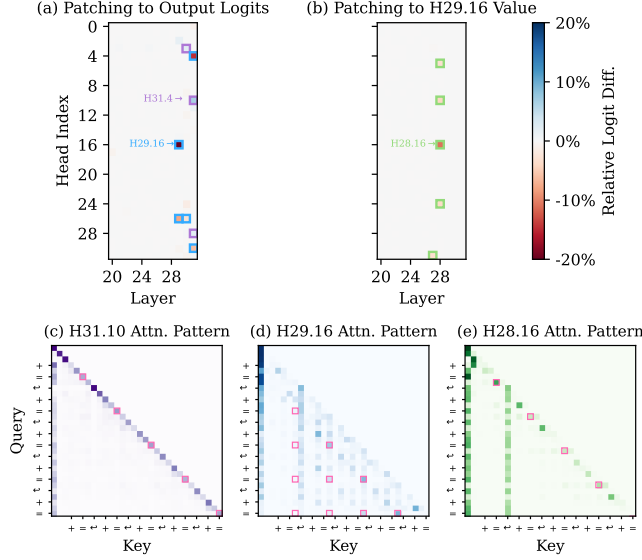 (a) Patching to Output Logits
(b) Patching to H29.16 Value
0
4
8
12
16
20
24
28
Head Index
H31.4→
H29.16→
20 24 28
Layer
H28.16→
20 24 28
Layer
20%
10%
0%
-10%
-20%
Relative Logit Diff.
(c) H31.10 Attn. Pattern
(d) H29.16 Attn. Pattern
(e) H28.16 Attn. Pattern
Query
+
=
↰
+
=
↰
+
=
↰
+
=
+
=
↰
+
=
↰
+
=
↰
+
=
+
=
↰
+
=
↰
+
=
↰
+
=
+ = ↰ + = ↰ + = ↰ + =
+ = ↰ + = ↰ + = ↰ + =
+ = ↰ + = ↰ + = ↰ + =
Key
Key
Key